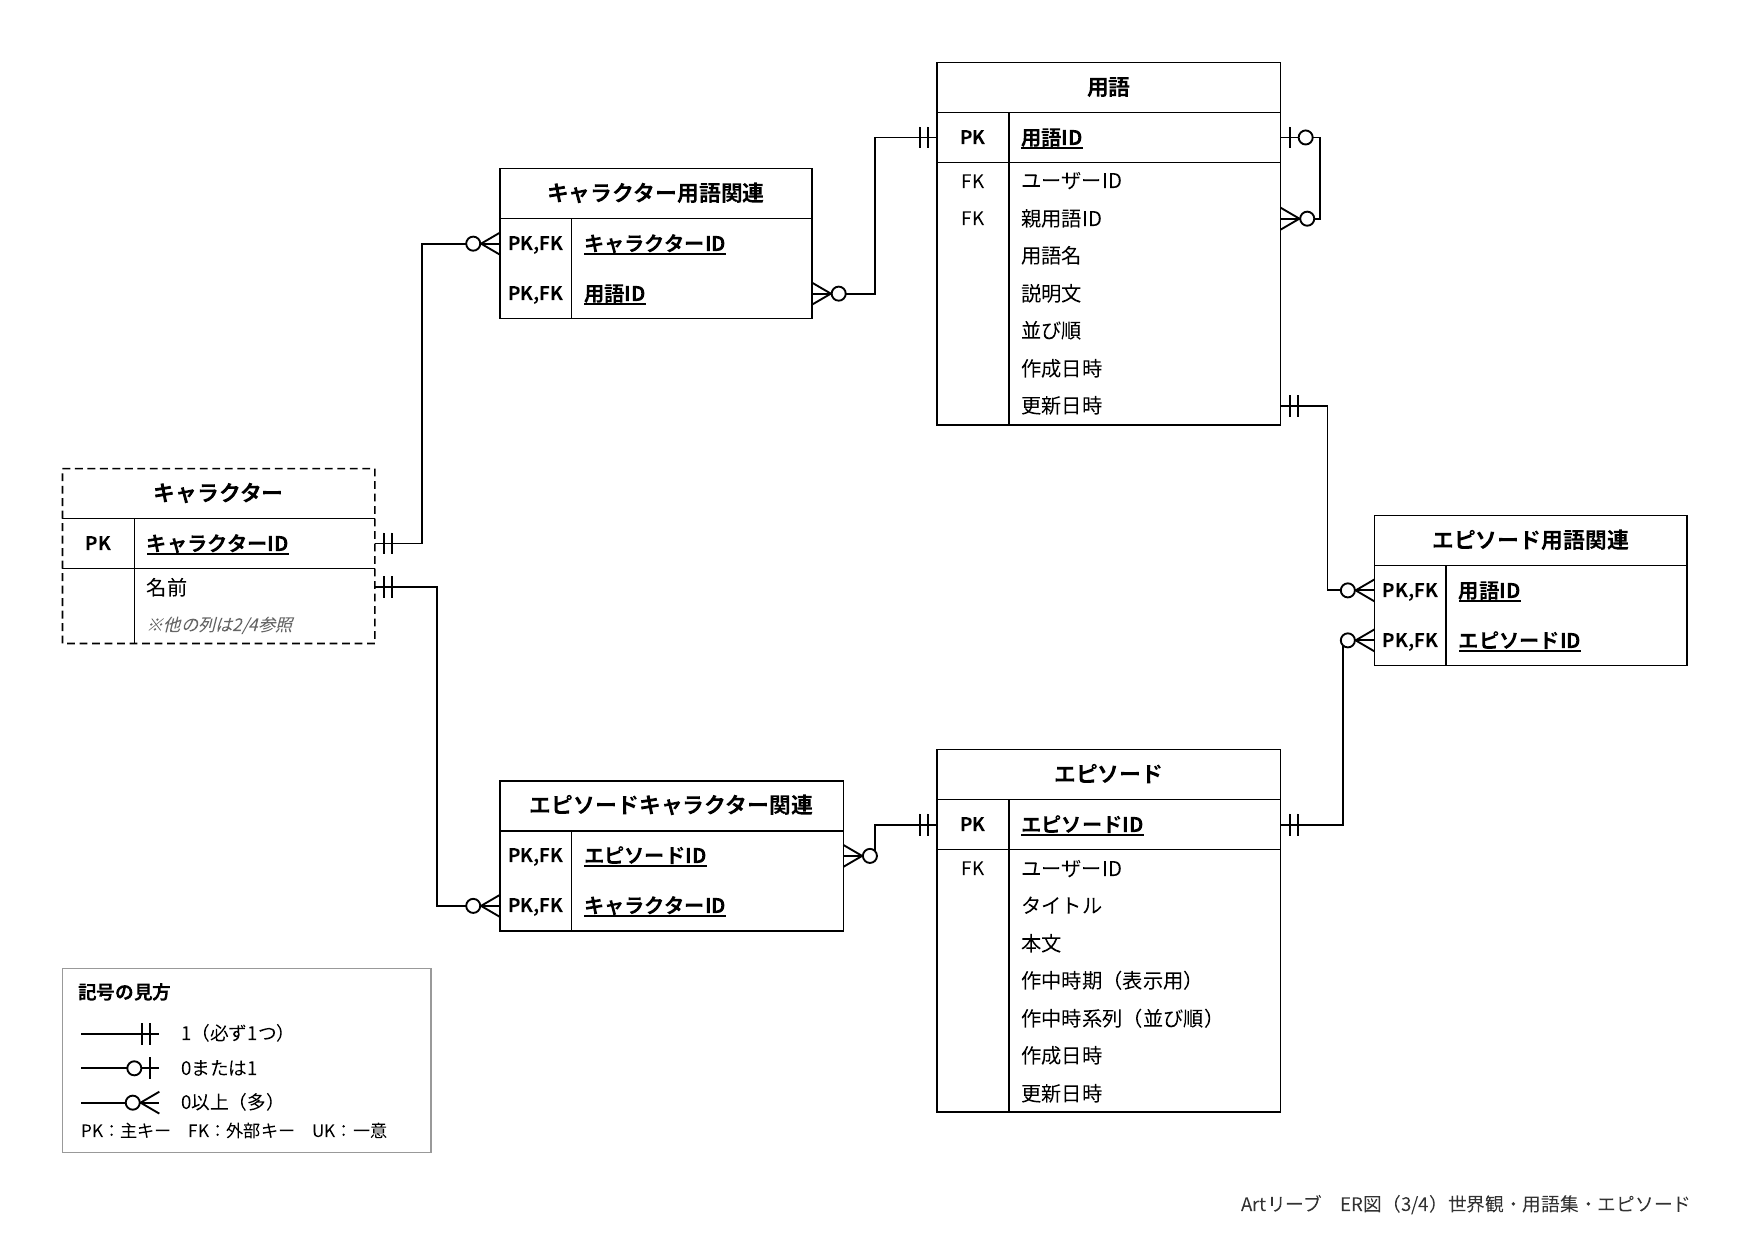 用語
PK 用語ID
FK ユーザーID
FK 親用語ID
用語名
説明文
並び順
作成日時
更新日時
キャラクター用語関連
PK,FK キャラクターID
PK,FK 用語ID
キャラクター
PK キャラクターID
名前
※他の列は2/4参照
エピソード用語関連
PK,FK 用語ID
PK,FK エピソードID
エピソードキャラクター関連
PK,FK エピソードID
PK,FK キャラクターID
エピソード
PK エピソードID
FK ユーザーID
タイトル
本文
作中時期（表示用）
作中時系列（並び順）
作成日時
更新日時
記号の見方
1（必ず1つ）
0または1
0以上（多）
PK：主キー　FK：外部キー　UK：一意
Artリーブ　ER図（3/4）世界観・用語集・エピソード